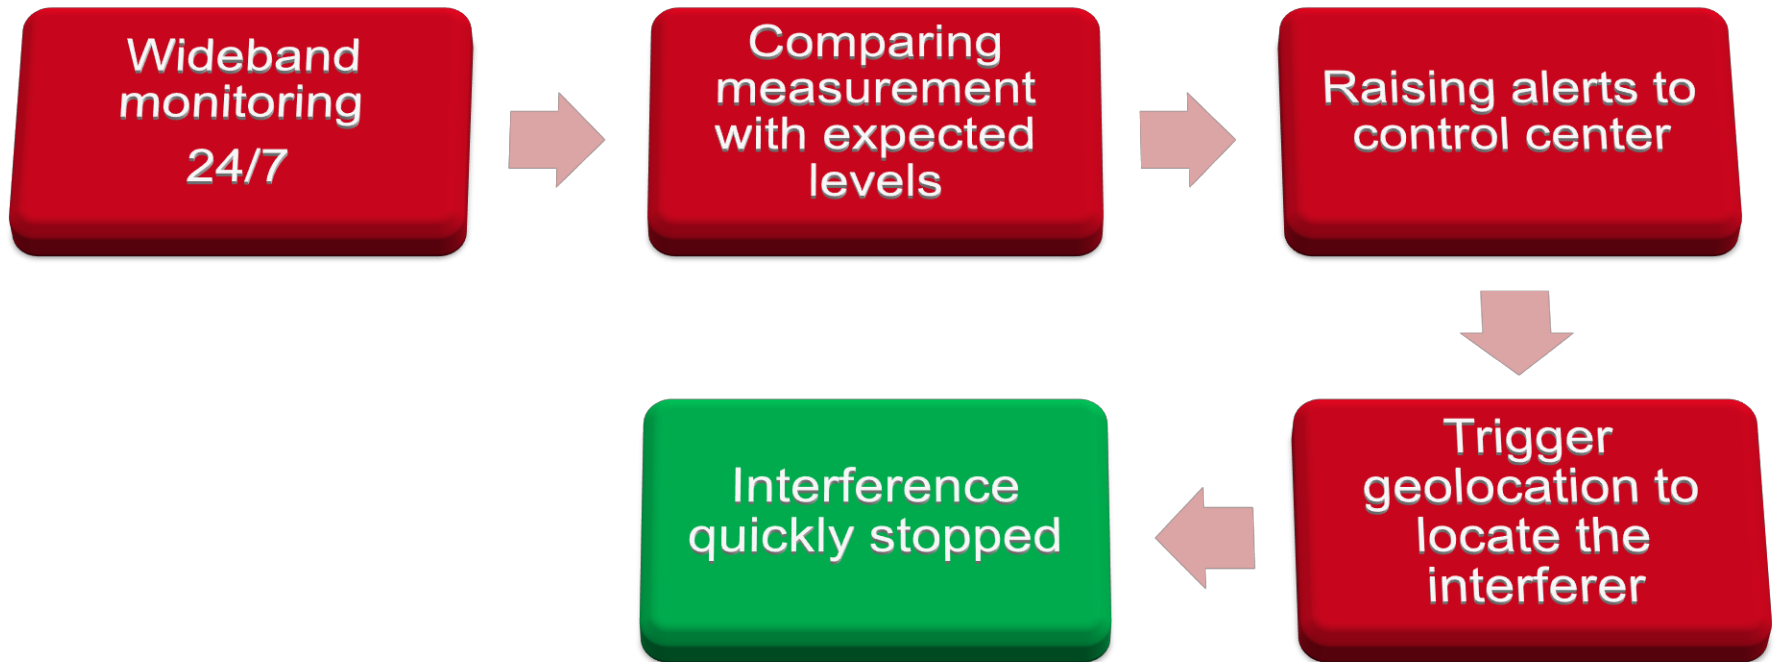 Wideband
monitoring
24/7
Comparing
measurement
with expected
levels
Raising alerts to
control center
Trigger
geolocation to
locate the
interferer
Interference
quickly stopped